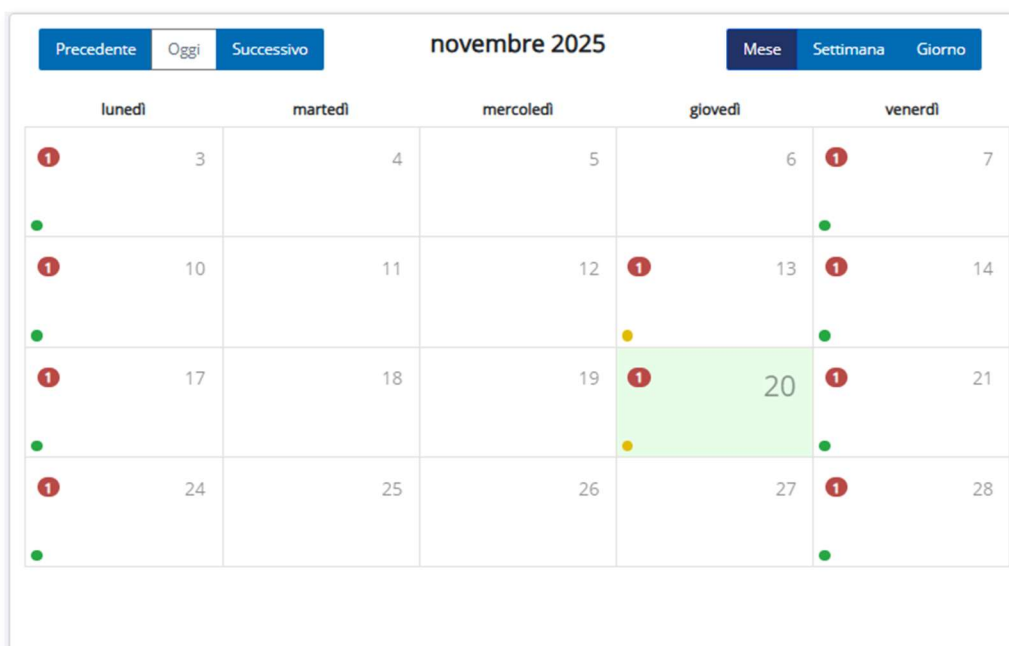 Precedente Oggi Successivo novembre 2025 Mese Settimana Giorno
lunedì martedì mercoledì giovedì venerdì
1 3 4 5 6 1 7
1 10 11 12 1 13 1 14
1 17 18 19 1 20 1 21
1 24 25 26 27 1 28